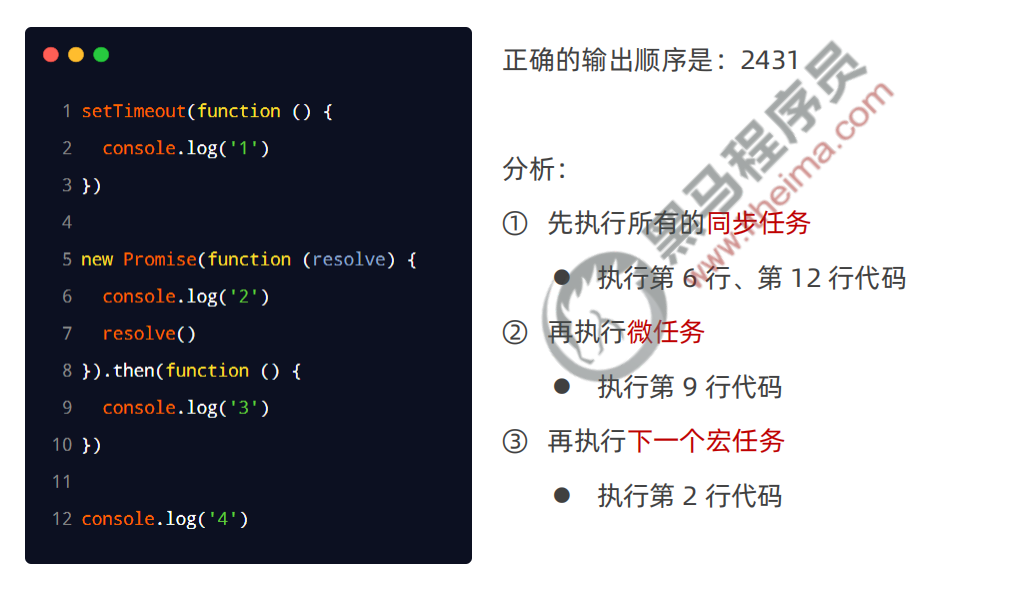 1 setTimeout(function () {
2 console.log('1')
3 })
4
5 new Promise(function (resolve) {
6 console.log('2')
7 resolve()
8 }).then(function () {
9 console.log('3')
10 })
11
12 console.log('4')
正确的输出顺序是：2431
分析：
① 先执行所有的同步任务
● 执行第 6 行、第 12 行代码
② 再执行微任务
● 执行第 9 行代码
③ 再执行下一个宏任务
● 执行第 2 行代码
黑马程序员
www.itheima.com